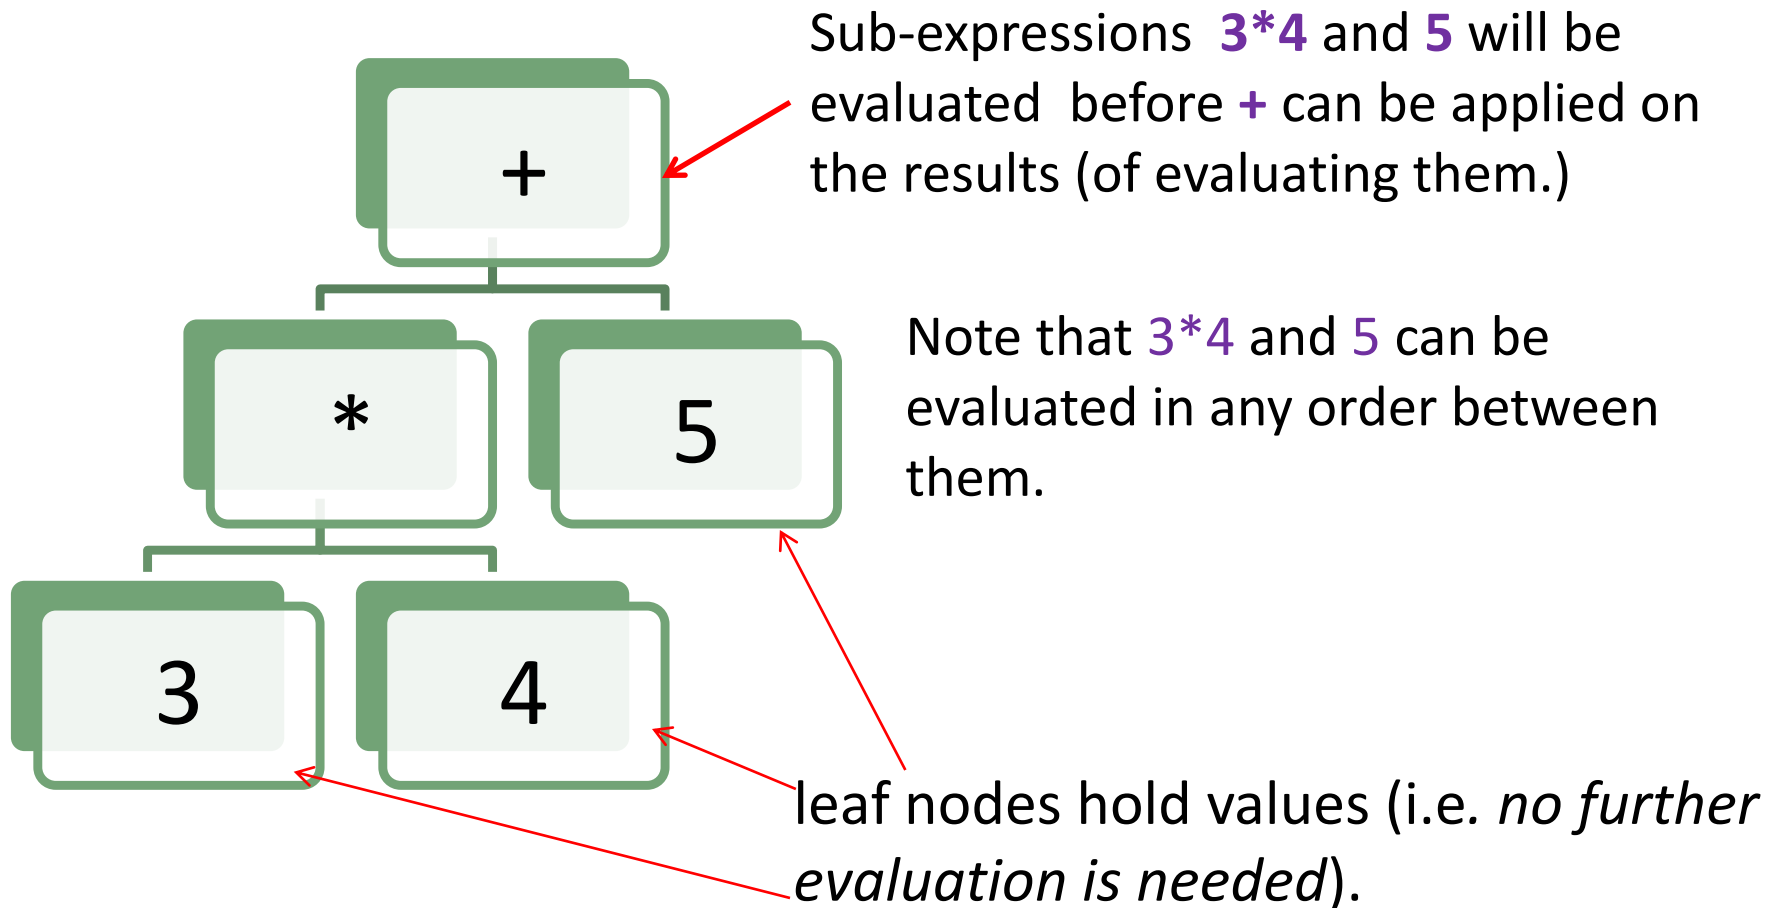 Sub-expressions 3*4 and 5 will be
evaluated before + can be applied on
the results (of evaluating them.)
+
Note that 3*4 and 5 can be
evaluated in any order between
them.
*
5
3
4
leaf nodes hold values (i.e. no further
evaluation is needed).